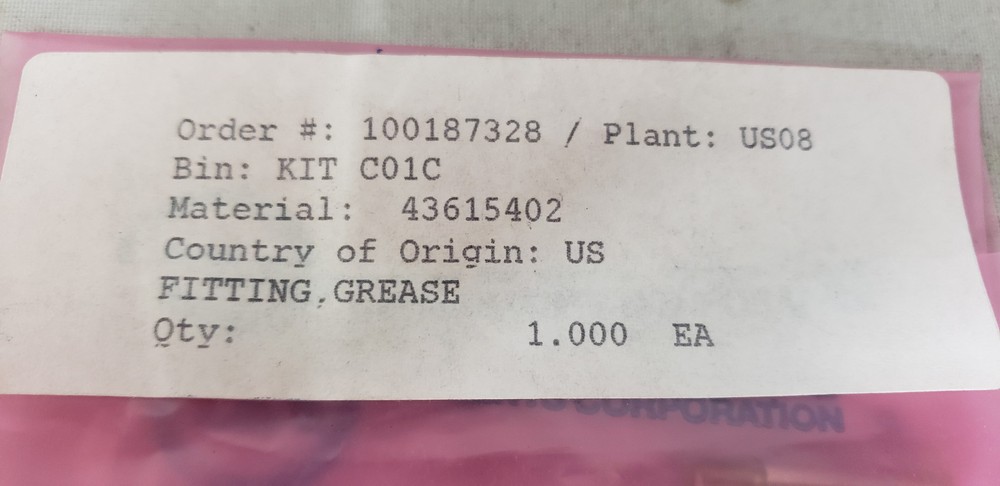 Order #: 100187328 / Plant: US08
Bin: KIT C01C
Material: 43615402
Country of Origin: US
FITTING,GREASE
Qty: 1.000 EA
CORPORATION